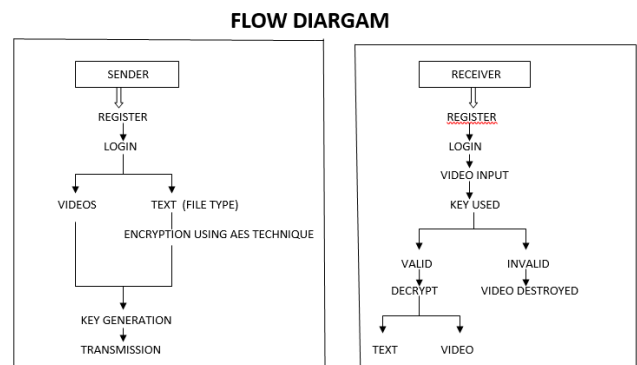 FLOW DIARGAM
SENDER
REGISTER
LOGIN
VIDEOS
TEXT (FILE TYPE)
ENCRYPTION USING AES TECHNIQUE
KEY GENERATION
TRANSMISSION
RECEIVER
REGISTER
LOGIN
VIDEO INPUT
KEY USED
VALID
INVALID
DECRYPT
VIDEO DESTROYED
TEXT
VIDEO